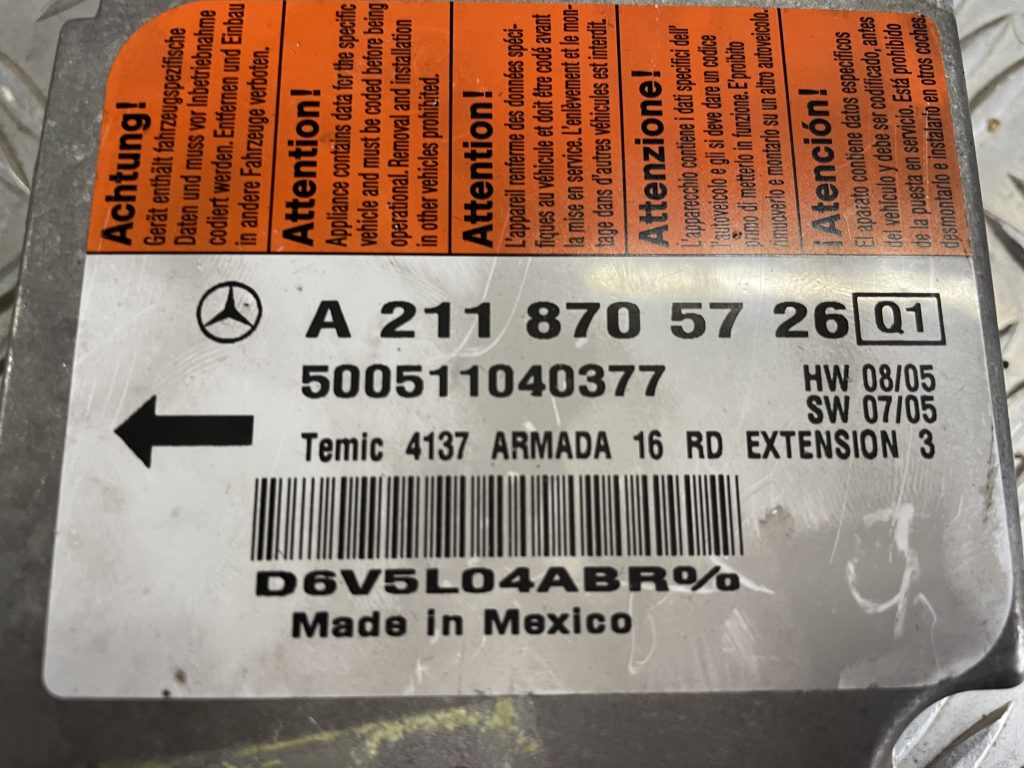 Achtung!
Gerät enthält fahrzeugspezifische
Daten und muss vor Inbetriebnahme
codiert werden. Entfernen und Einbau
in andere Fahrzeuge verboten.
Attention!
Appliance contains data for the specific
vehicle and must be coded before being
operational. Removal and installation
in other vehicles prohibited.
Attention!
L'appareil renferme des données spéci-
fiques au véhicule et doit être codé avant
la mise en service. L'enlèvement et le mon-
tage dans d'autres véhicules est interdit.
Attenzione!
L'apparecchio contiene i dati specifici dell'
autoveicolo e gli si deve dare un codice
primo di metterlo in funzione. E' proibito
rimuoverlo e montarlo su un altro autoveicolo.
¡Atención!
El aparato contiene datos específicos
del vehículo y debe ser codificado, antes
de la puesta en servicio. Está prohibido
desmontarlo e instalarlo en otros coches.
A 211 870 57 26 Q1
500511040377 HW 08/05
SW 07/05
Temic 4137 ARMADA 16 RD EXTENSION 3
D6V5L04ABR%
Made in Mexico